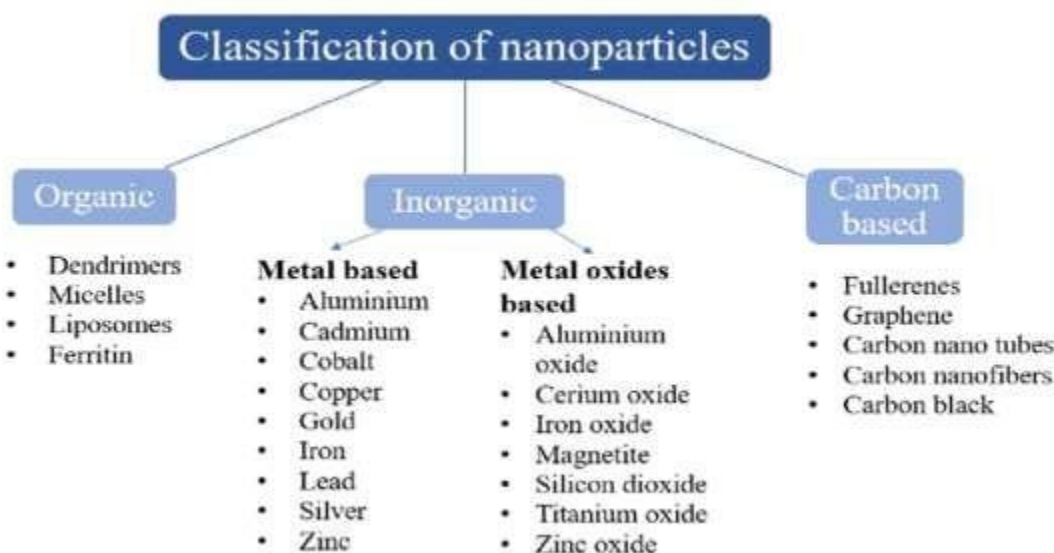 Classification of nanoparticles
Organic
• Dendrimers
• Micelles
• Liposomes
• Ferritin
Inorganic
Metal based
• Aluminium
• Cadmium
• Cobalt
• Copper
• Gold
• Iron
• Lead
• Silver
• Zinc
Metal oxides
based
• Aluminium
oxide
• Cerium oxide
• Iron oxide
• Magnetite
• Silicon dioxide
• Titanium oxide
• Zinc oxide
Carbon
based
• Fullerenes
• Graphene
• Carbon nano tubes
• Carbon nanofibers
• Carbon black